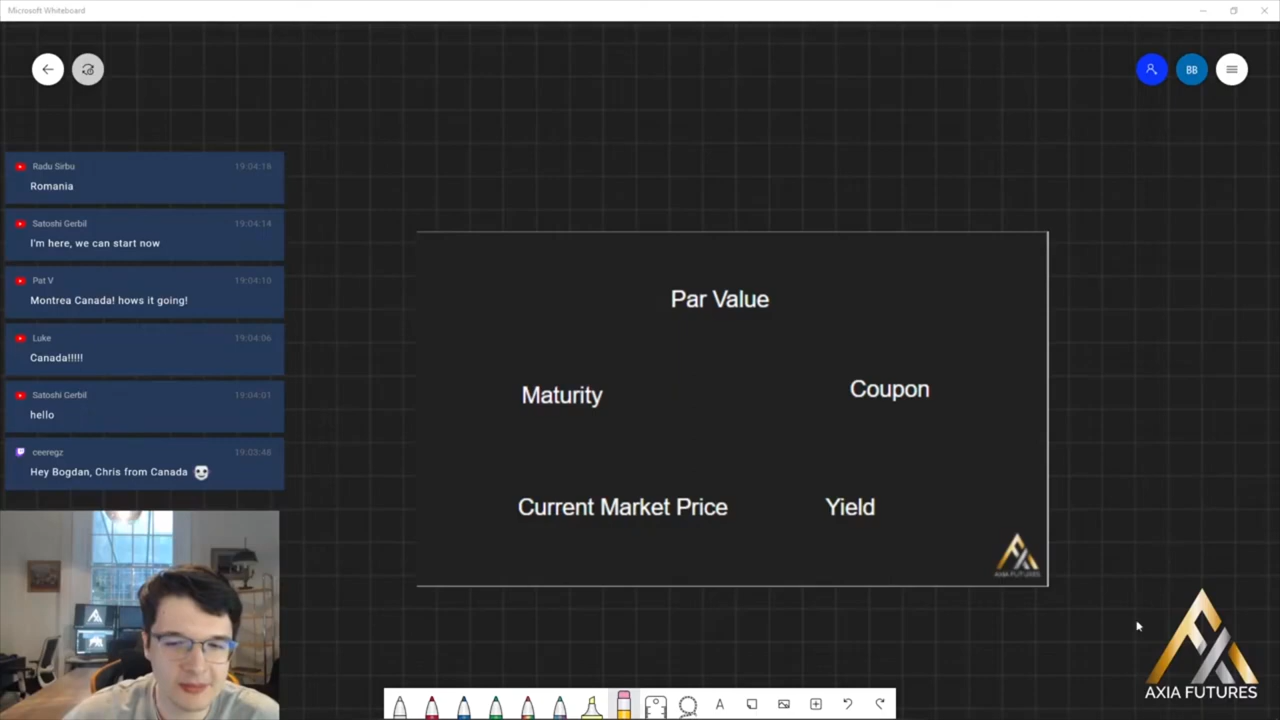 Microsoft Whiteboard
BB
Radu Sirbu 19:04:18
Romania
Satoshi Gerbil 19:04:14
I'm here, we can start now
Pat V 19:04:10
Montrea Canada! hows it going!
Luke 19:04:06
Canada!!!!!
Satoshi Gerbil 19:04:01
hello
ceeregz 19:03:48
Hey Bogdan, Chris from Canada
Par Value
Maturity
Coupon
Current Market Price
Yield
AXIA FUTURES
A
AXIA FUTURES